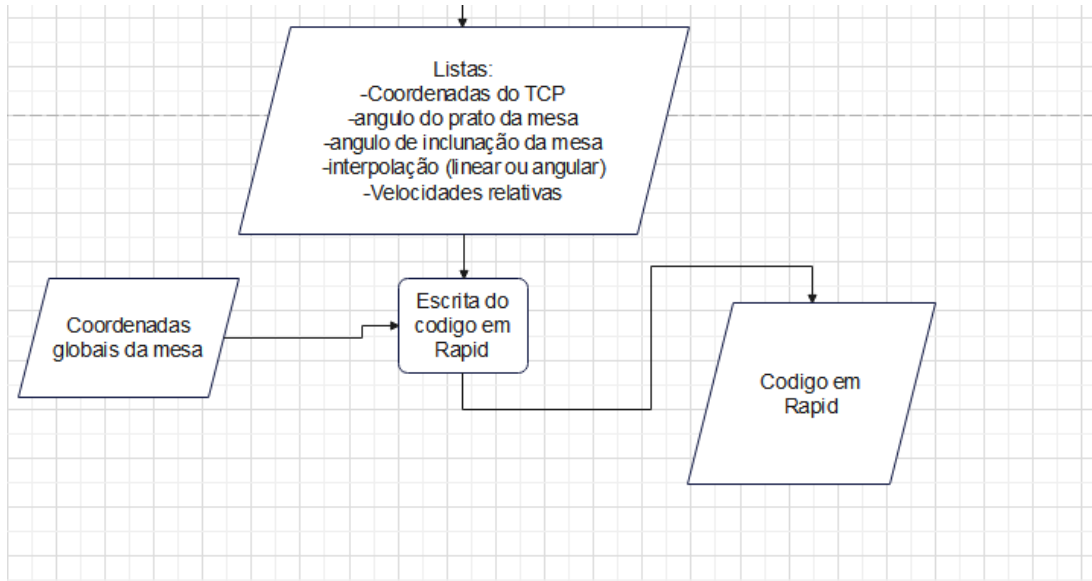 Listas:
-Coordenadas do TCP
-angulo do prato da mesa
-angulo de inclunação da mesa
-interpolação (linear ou angular)
-Velocidades relativas
Coordenadas
globais da mesa
Escrita do
codigo em
Rapid
Codigo em
Rapid